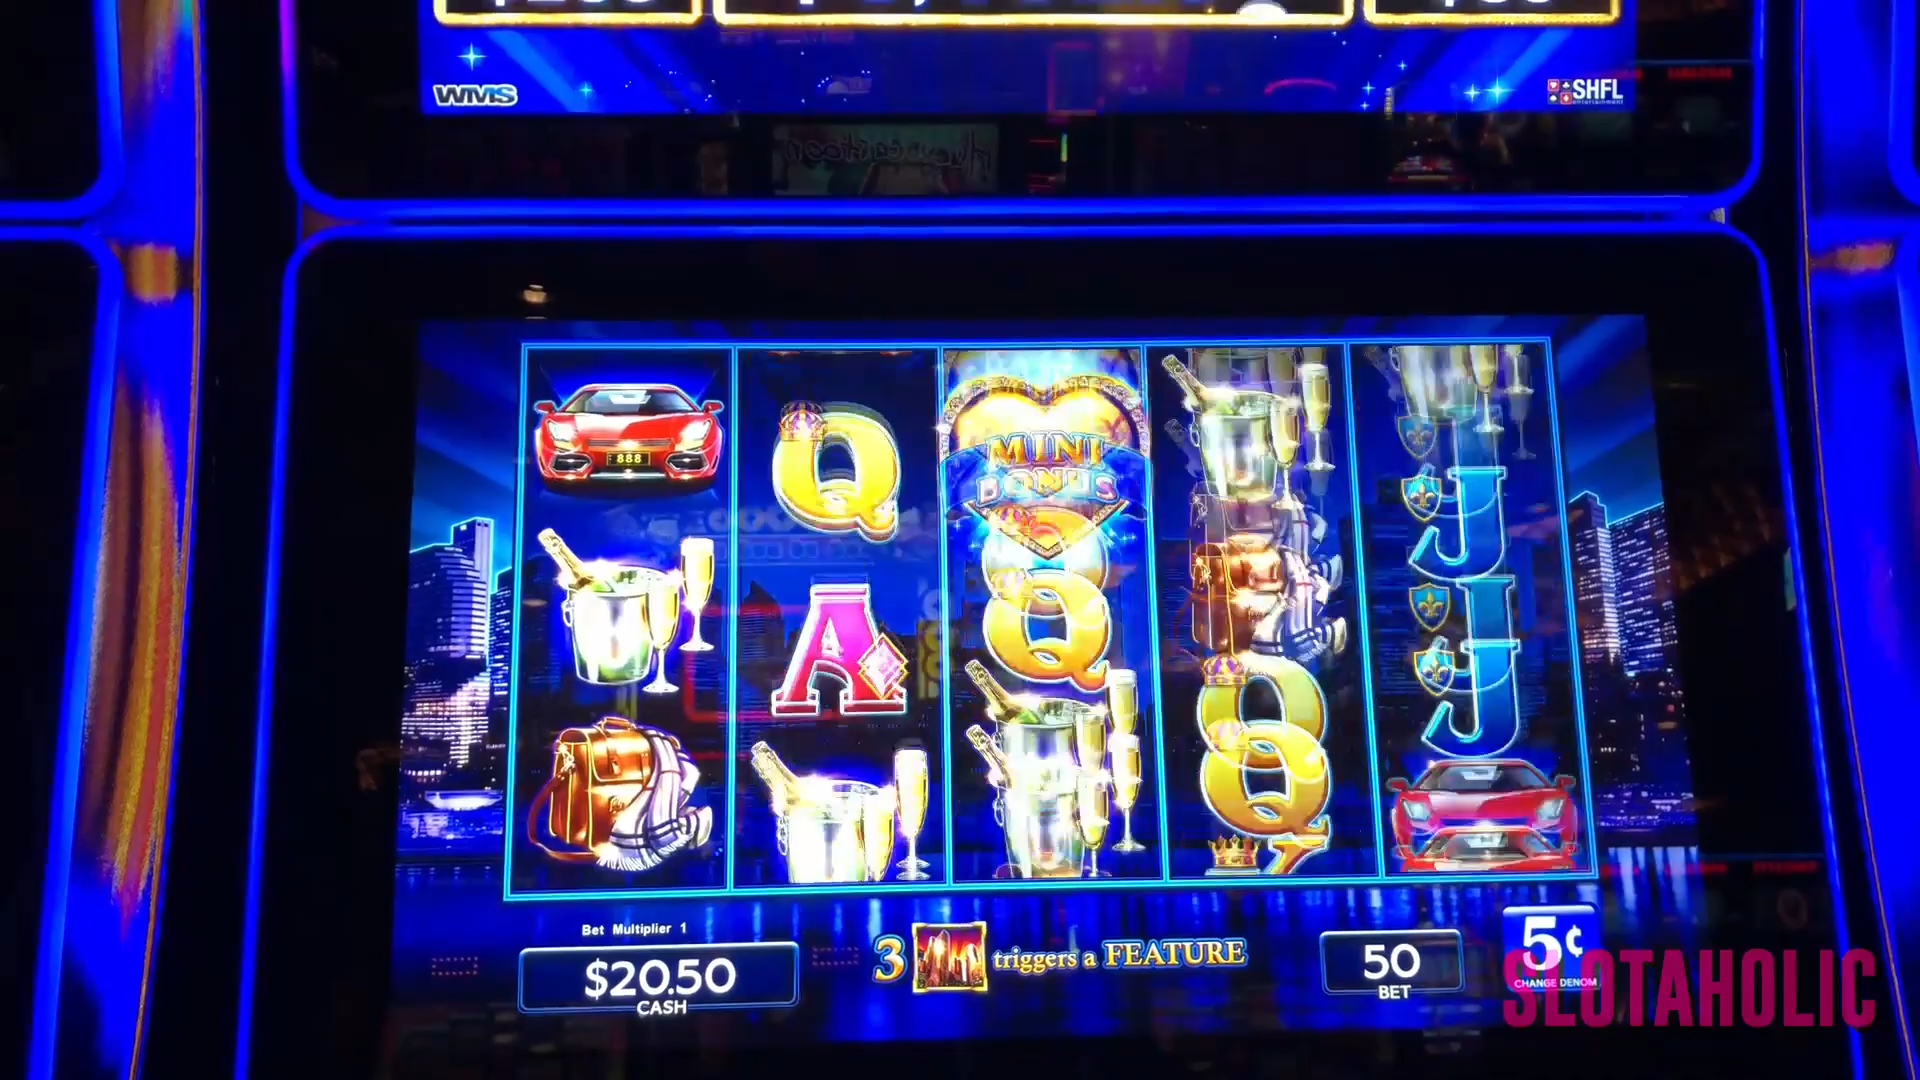 WMS
SHFL
entertainment
888
Q
MINI
BONUS
Q
A
J
Q
J
Q
Bet Multiplier 1
$20.50
CASH
3 triggers a FEATURE
50
BET
5¢
CHANGE DENOM
SLOTAHOLIC